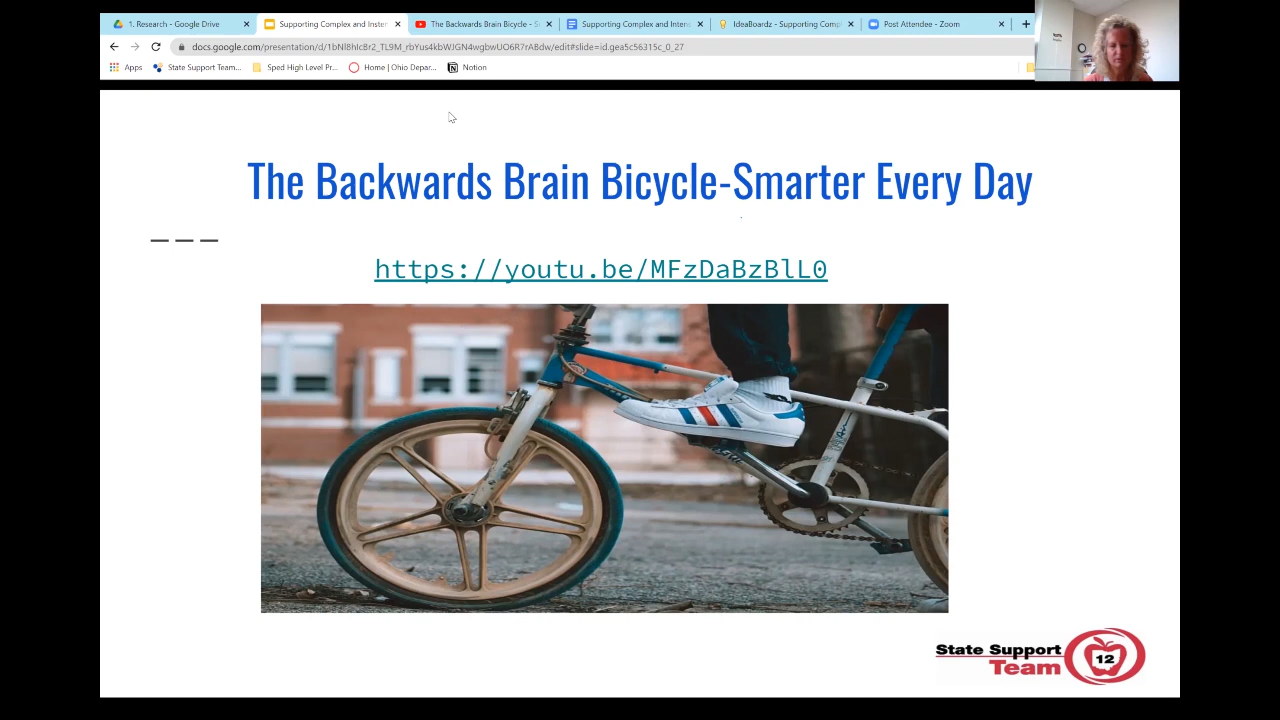 1. Research - Google Drive
Supporting Complex and Inten
The Backwards Brain Bicycle - S
Supporting Complex and Inten
IdeaBoardz - Supporting Comp
Post Attendee - Zoom
docs.google.com/presentation/d/1bNl8hIcBr2_TL9M_rbYus4kbWJGN4wgbwUO6R7rABdw/edit#slide=id.gea5c56315c_0_27
Apps
State Support Team...
Sped High Level Pr...
Home | Ohio Depar...
Notion
The Backwards Brain Bicycle-Smarter Every Day
https://youtu.be/MFzDaBzBlL0
State Support
Team
12